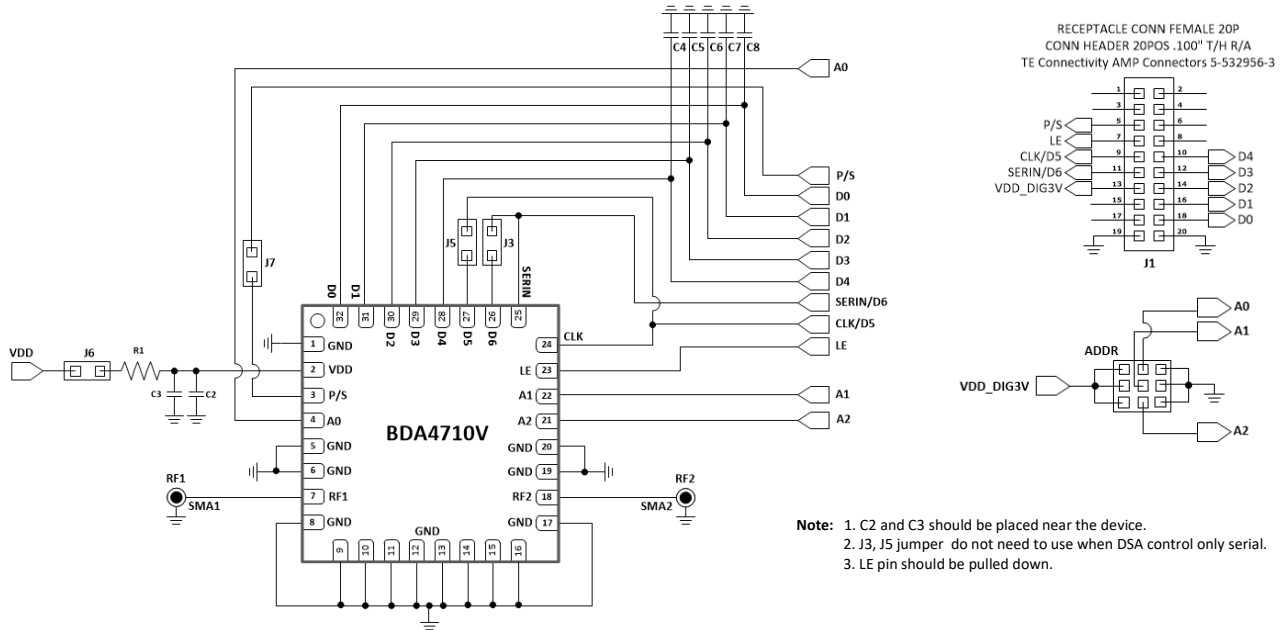 C4 C5 C6 C7 C8
A0
P/S
D0
D1
D2
D3
D4
SERIN/D6
CLK/D5
LE
A1
A2
J7
J5
J3
SERIN
D0 D1 D2 D3 D4 D5 D6
32 31 30 29 28 27 26 25
VDD
J6
R1
C3
C2
1 GND
2 VDD
3 P/S
4 A0
5 GND
6 GND
7 RF1
8 GND
BDA4710V
24 CLK
LE 23
A1 22
A2 21
GND 20
GND 19
RF2 18
GND 17
GND
9 10 11 12 13 14 15 16
RF1
SMA1
RF2
SMA2
RECEPTACLE CONN FEMALE 20P
CONN HEADER 20POS .100" T/H R/A
TE Connectivity AMP Connectors 5-532956-3
1 2
3 4
P/S 5 6
LE 7 8
CLK/D5 9 10 D4
SERIN/D6 11 12 D3
VDD_DIG3V 13 14 D2
15 16 D1
17 18 D0
19 20
J1
A0
A1
ADDR
VDD_DIG3V
A2
Note: 1. C2 and C3 should be placed near the device.
2. J3, J5 jumper do not need to use when DSA control only serial.
3. LE pin should be pulled down.